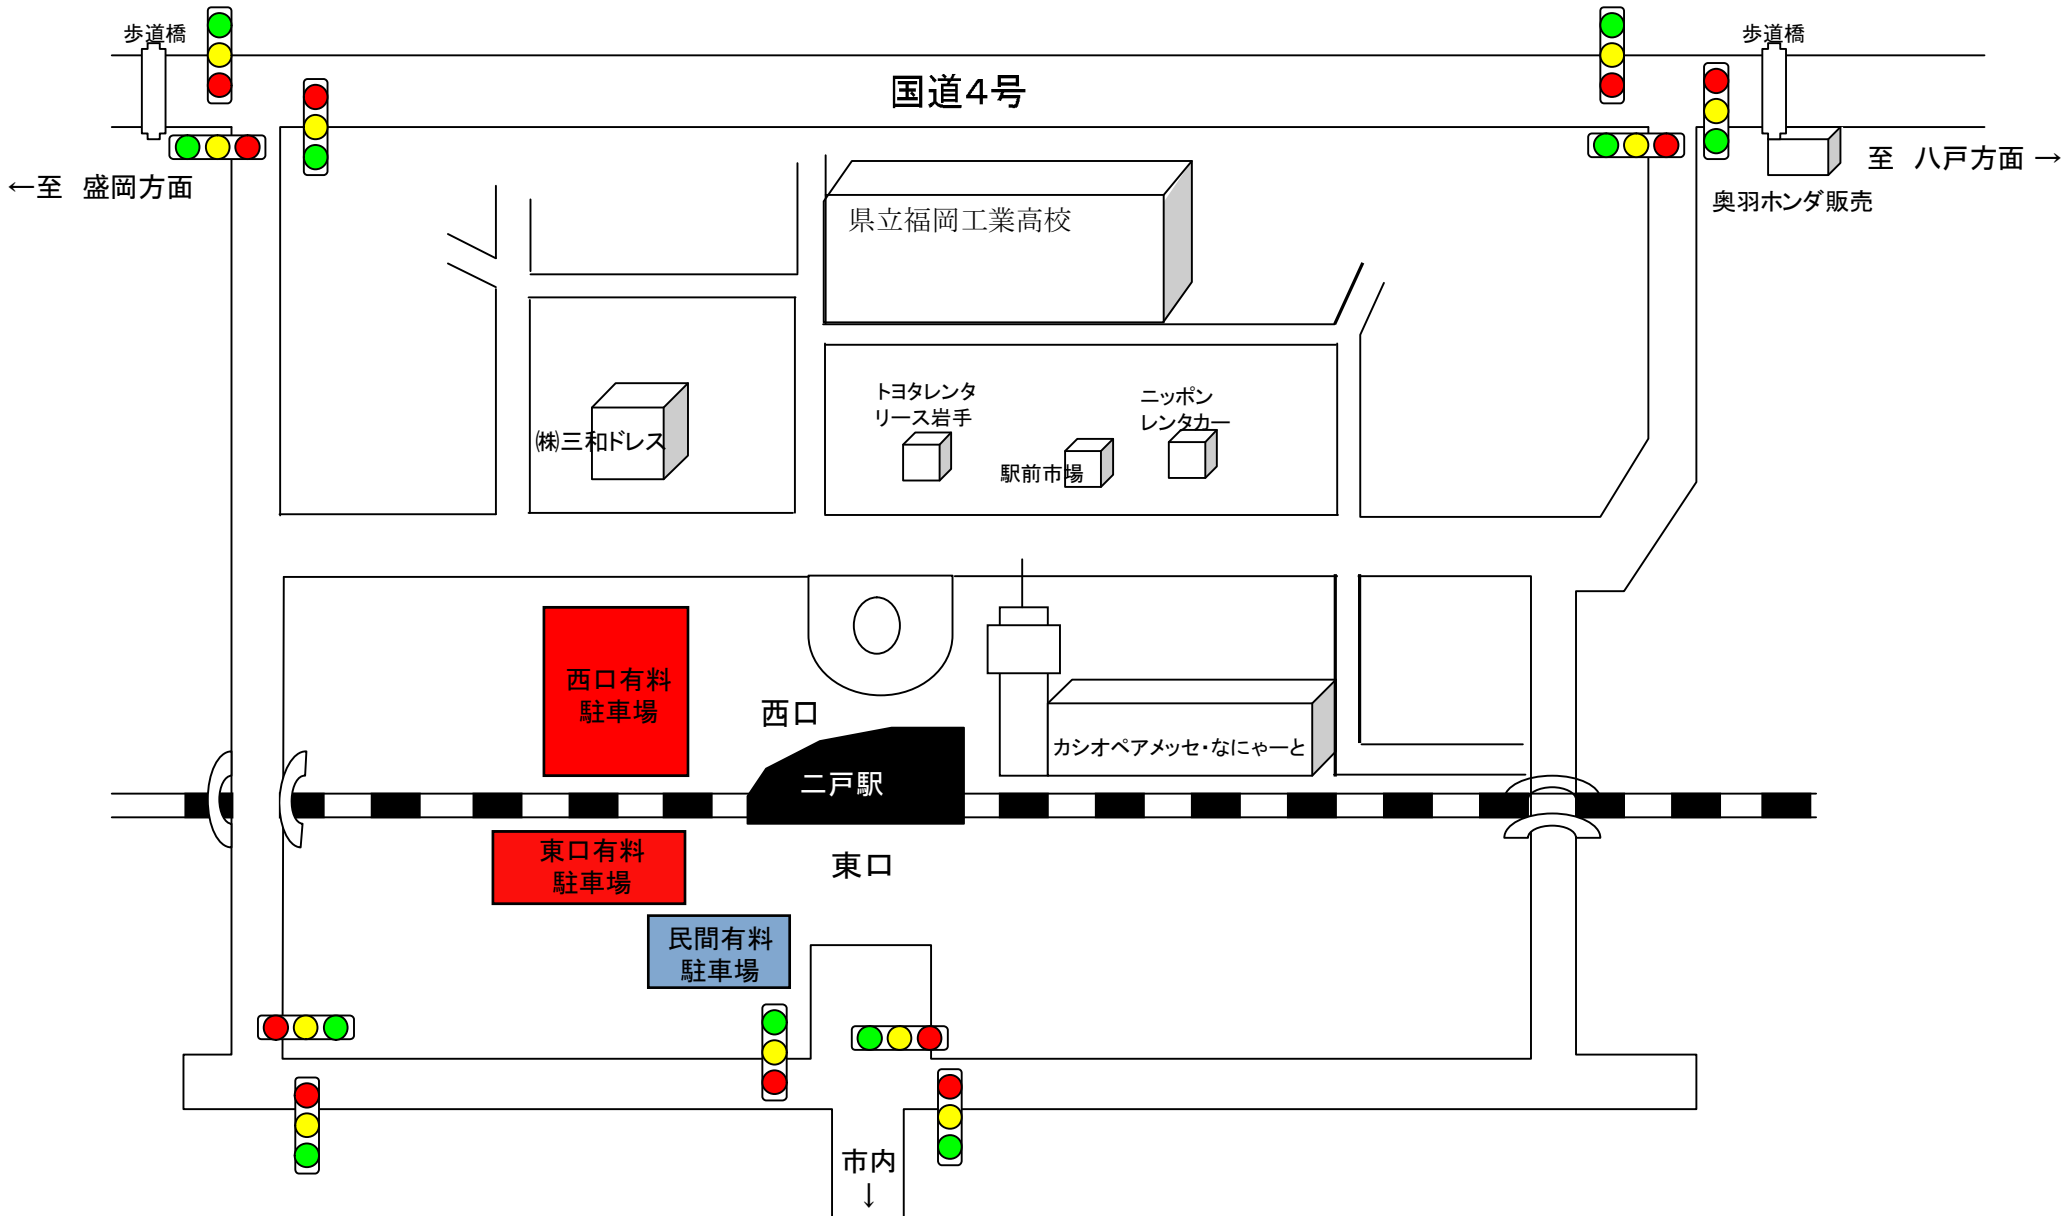 歩道橋
歩道橋
国道4号
←至　盛岡方面
至　八戸方面→
奥羽ホンダ販売
県立福岡工業高校
トヨタレンタ
リース岩手
ニッポン
レンタカー
㈱三和ドレス
駅前市場
西口有料
駐車場
西口
カシオペアメッセ・なにゃーと
二戸駅
東口有料
駐車場
東口
民間有料
駐車場
市内
↓